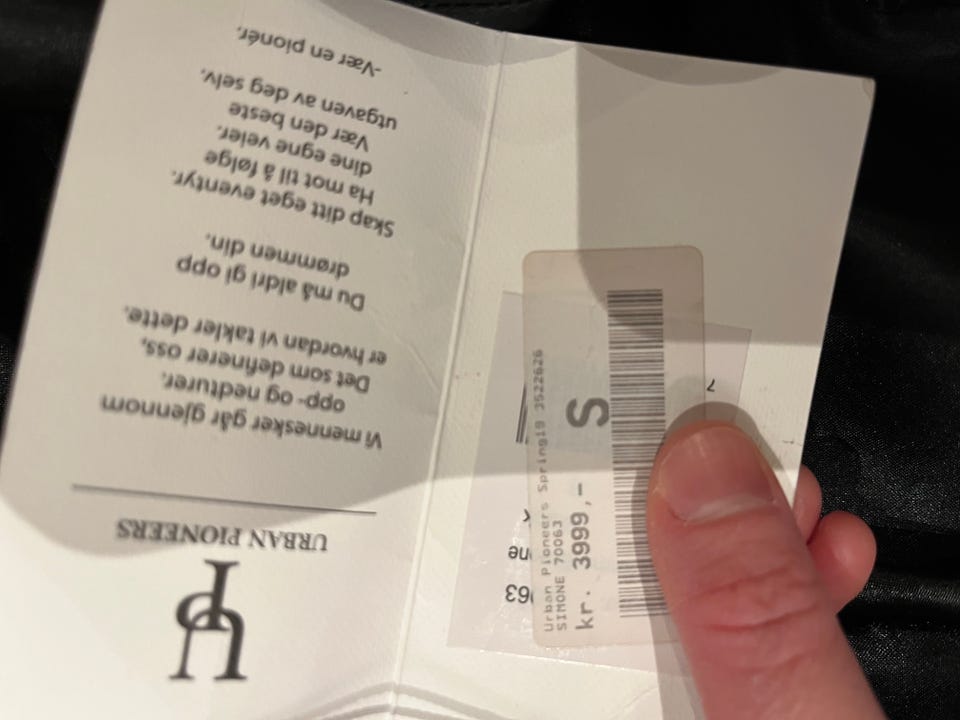 UP
URBAN PIONEERS
Vi mennesker går gjennom
opp- og nedturer.
Det som definerer oss,
er hvordan vi takler dette.
Du må aldri gi opp
drømmen din.
Skap ditt eget eventyr.
Ha mot til å følge
dine egne veier.
Vær den beste
utgaven av deg selv.
-Vær en pionér.
Urban Pioneers Spring19 3522626
SIMONE 70063
kr. 3999,- S
063